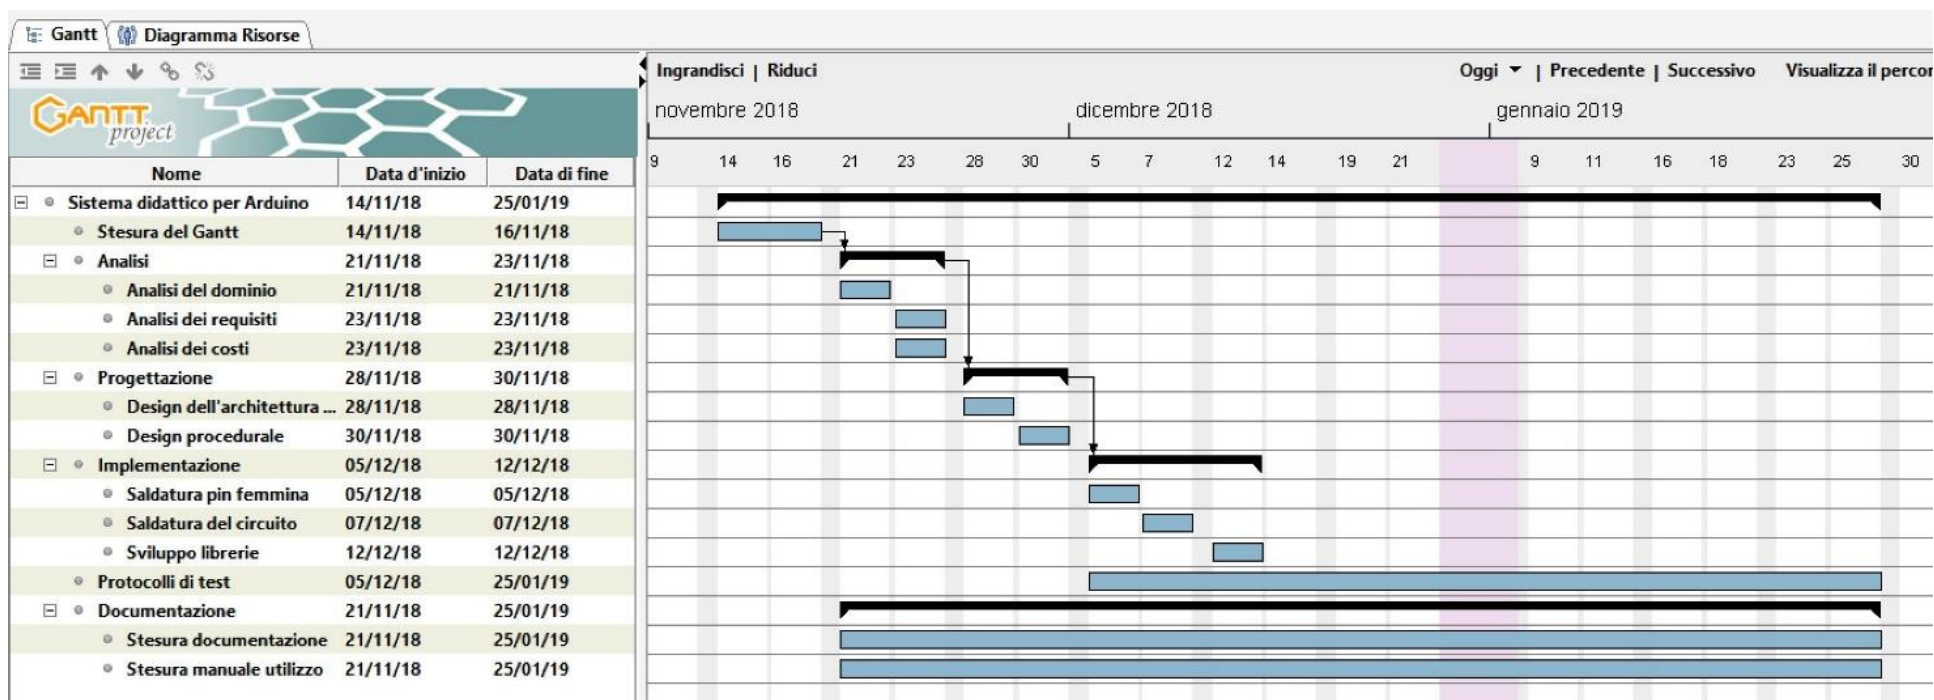 Gantt Diagramma Risorse
Ingrandisci | Riduci Oggi | Precedente | Successivo Visualizza il percor
GANTT project
novembre 2018 dicembre 2018 gennaio 2019
9 14 16 21 23 28 30 5 7 12 14 19 21 9 11 16 18 23 25 30
Nome Data d'inizio Data di fine
Sistema didattico per Arduino 14/11/18 25/01/19
Stesura del Gantt 14/11/18 16/11/18
Analisi 21/11/18 23/11/18
Analisi del dominio 21/11/18 21/11/18
Analisi dei requisiti 23/11/18 23/11/18
Analisi dei costi 23/11/18 23/11/18
Progettazione 28/11/18 30/11/18
Design dell'architettura ... 28/11/18 28/11/18
Design procedurale 30/11/18 30/11/18
Implementazione 05/12/18 12/12/18
Saldatura pin femmina 05/12/18 05/12/18
Saldatura del circuito 07/12/18 07/12/18
Sviluppo librerie 12/12/18 12/12/18
Protocolli di test 05/12/18 25/01/19
Documentazione 21/11/18 25/01/19
Stesura documentazione 21/11/18 25/01/19
Stesura manuale utilizzo 21/11/18 25/01/19